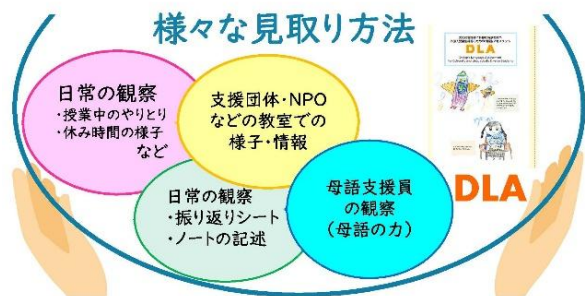 様々な見取り方法
日常の観察
・授業中のやりとり
・休み時間の様子
など
支援団体・NPO
などの教室での
様子・情報
DLA
日常の観察
・振り返りシート
・ノートの記述
母語支援員
の観察
(母語の力)
DLA